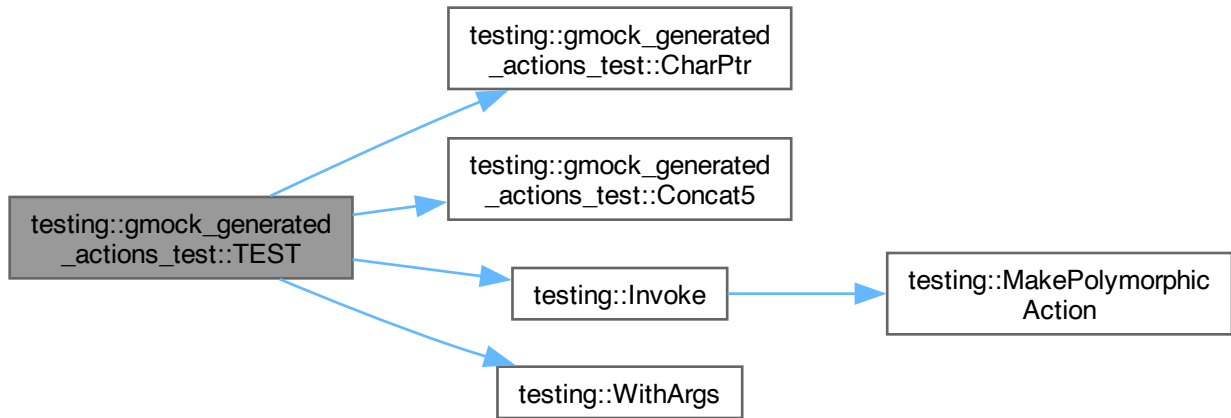 testing::gmock_generated
_actions_test::CharPtr
testing::gmock_generated
_actions_test::Concat5
testing::gmock_generated
_actions_test::TEST
testing::Invoke
testing::MakePolymorphic
Action
testing::WithArgs